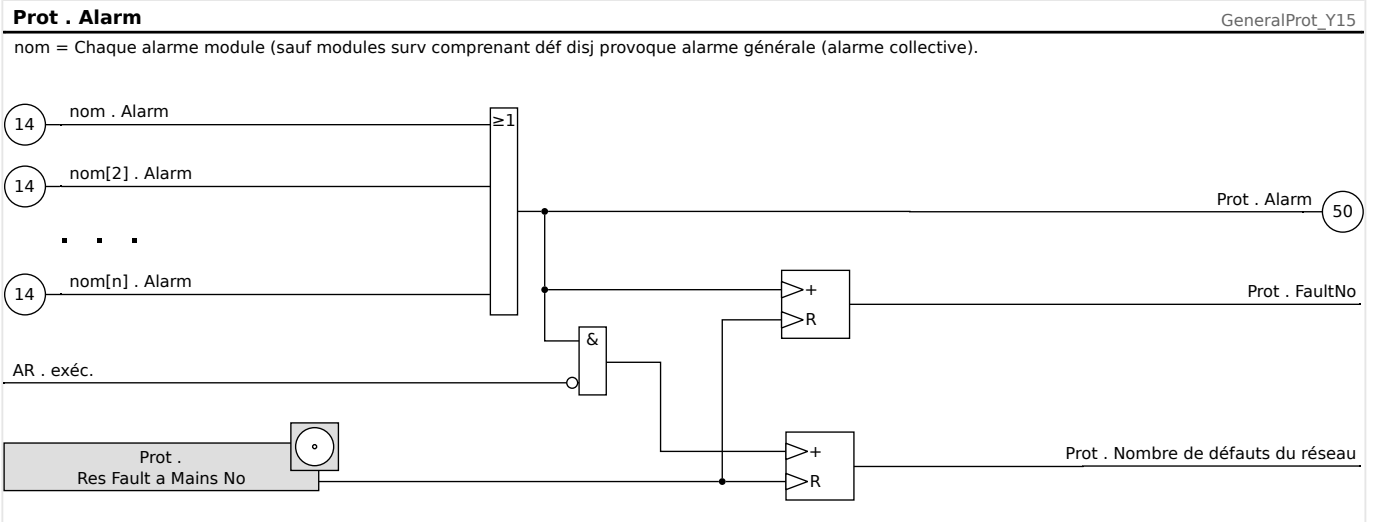 Prot . Alarm
GeneralProt_Y15
nom = Chaque alarme module (sauf modules surv comprenant déf disj provoque alarme générale (alarme collective).
14
nom . Alarm
≥1
14
nom[2] . Alarm
Prot . Alarm
50
. . .
14
nom[n] . Alarm
+
Prot . FaultNo
R
&
AR . exéc.
+
Prot . Nombre de défauts du réseau
Prot .
Res Fault a Mains No
R